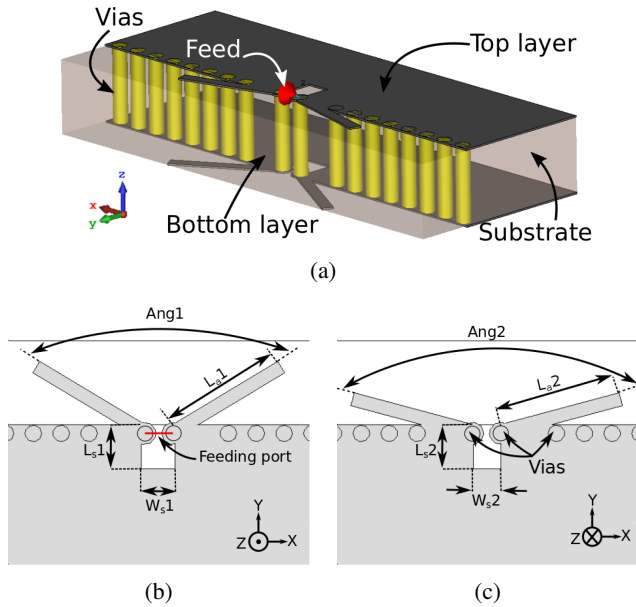 Vias
Feed
Top layer
z
x
y
Bottom layer
Substrate
(a)
Ang1
Lₐ1
Lₛ1
Feeding port
Wₛ1
Y
Z
X
(b)
Ang2
Lₐ2
Lₛ2
Vias
Wₛ2
Y
Z
X
(c)